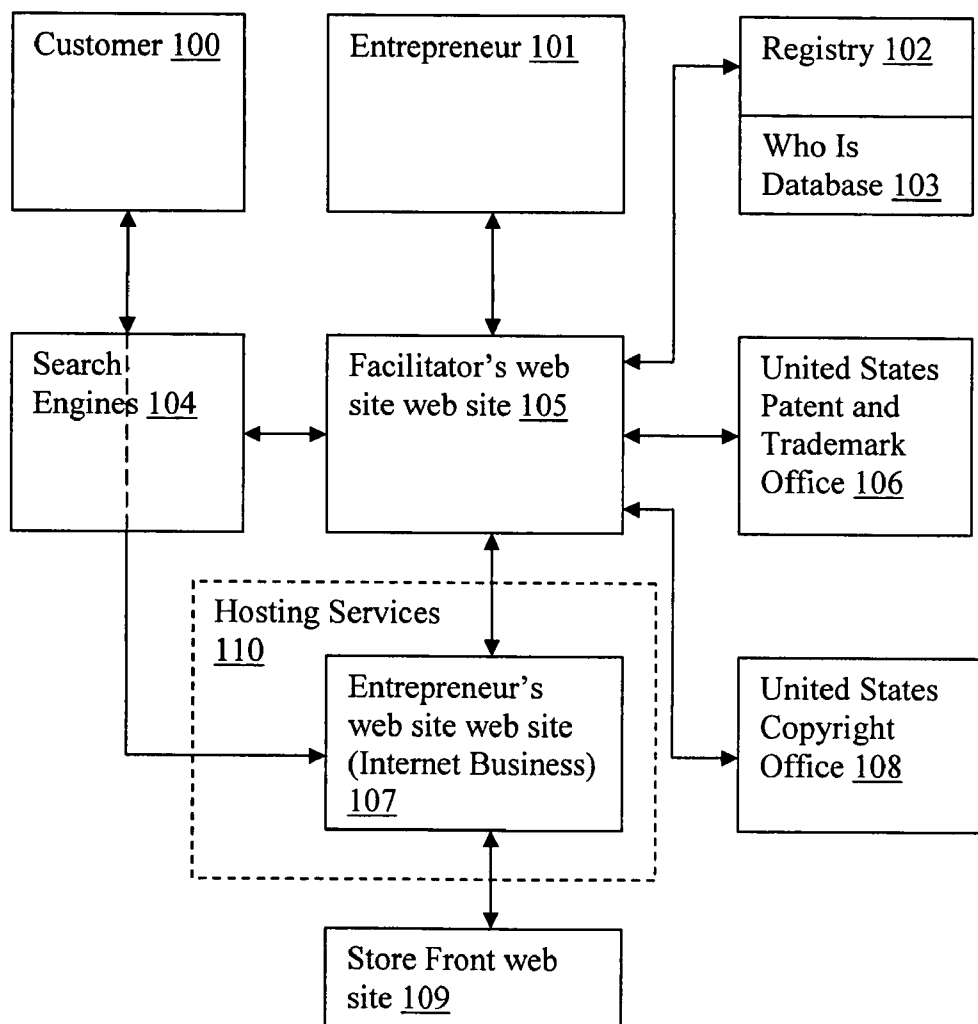 Customer 100
Entrepreneur 101
Registry 102
Who Is
Database 103
Search
Engines 104
Facilitator's web
site web site 105
United States
Patent and
Trademark
Office 106
Hosting Services
110
Entrepreneur's
web site web site
(Internet Business)
107
United States
Copyright
Office 108
Store Front web
site 109